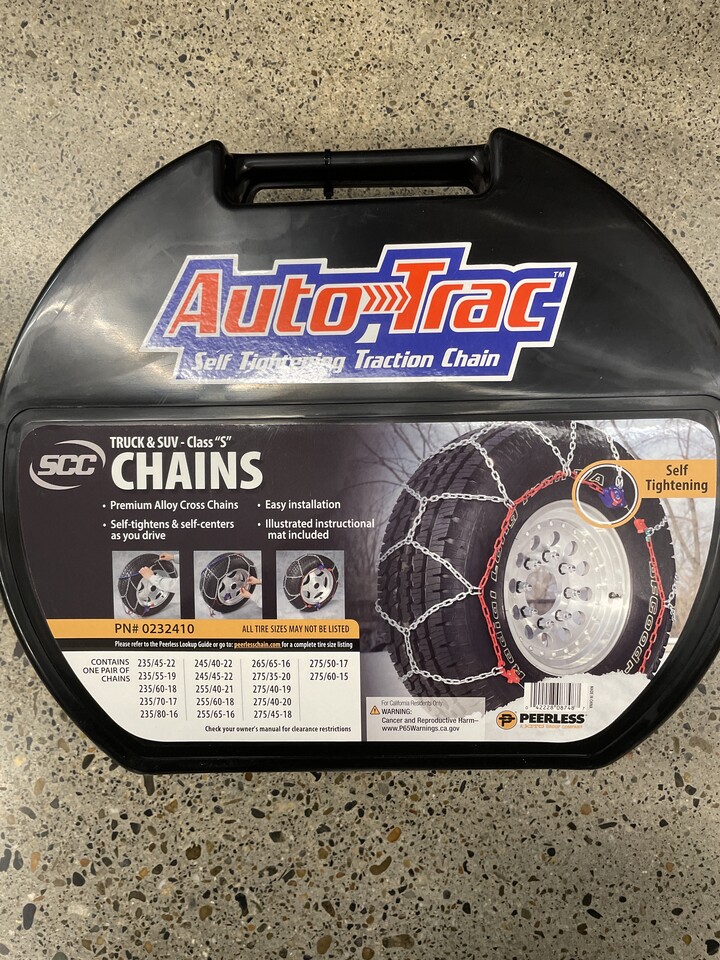 Auto Trac™
Self Tightening Traction Chain
SCC
TRUCK & SUV - Class "S"
CHAINS
• Premium Alloy Cross Chains
• Self-tightens & self-centers
as you drive
• Easy installation
• Illustrated instructional
mat included
Self
Tightening
PN# 0232410
ALL TIRE SIZES MAY NOT BE LISTED
Please refer to the Peerless Lookup Guide or go to: peerlesschain.com for a complete tire size listing
CONTAINS
ONE PAIR OF
CHAINS
235/45-22
235/55-19
235/60-18
235/70-17
235/80-16
245/40-22
245/45-22
255/40-21
255/60-18
255/65-16
265/65-16
275/35-20
275/40-19
275/40-20
275/45-18
275/50-17
275/60-15
Check your owner's manual for clearance restrictions
For California Residents Only
WARNING:
Cancer and Reproductive Harm–
www.P65Warnings.ca.gov
PEERLESS